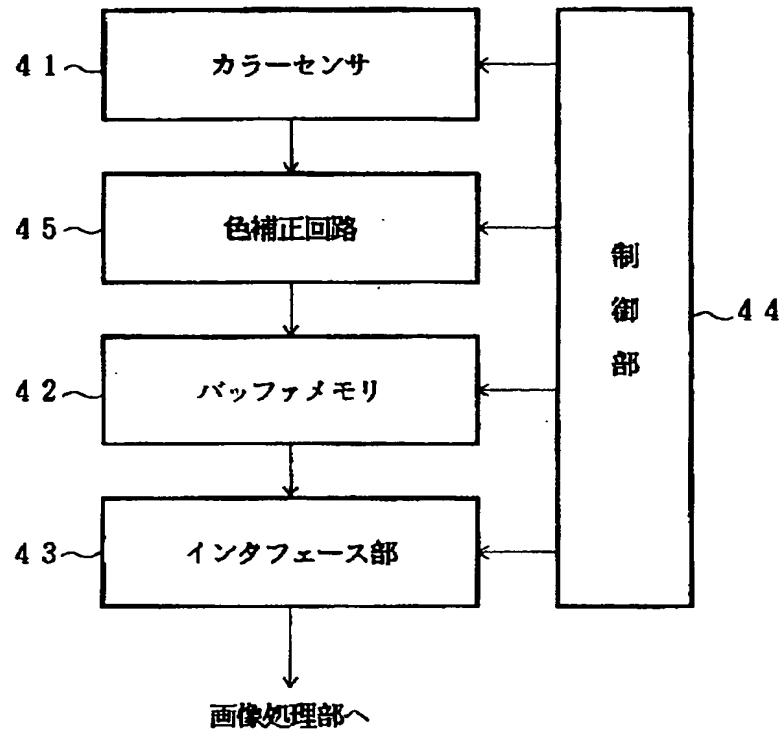 41
カラーセンサ
45
色補正回路
制御部
44
42
バッファメモリ
43
インタフェース部
画像処理部へ